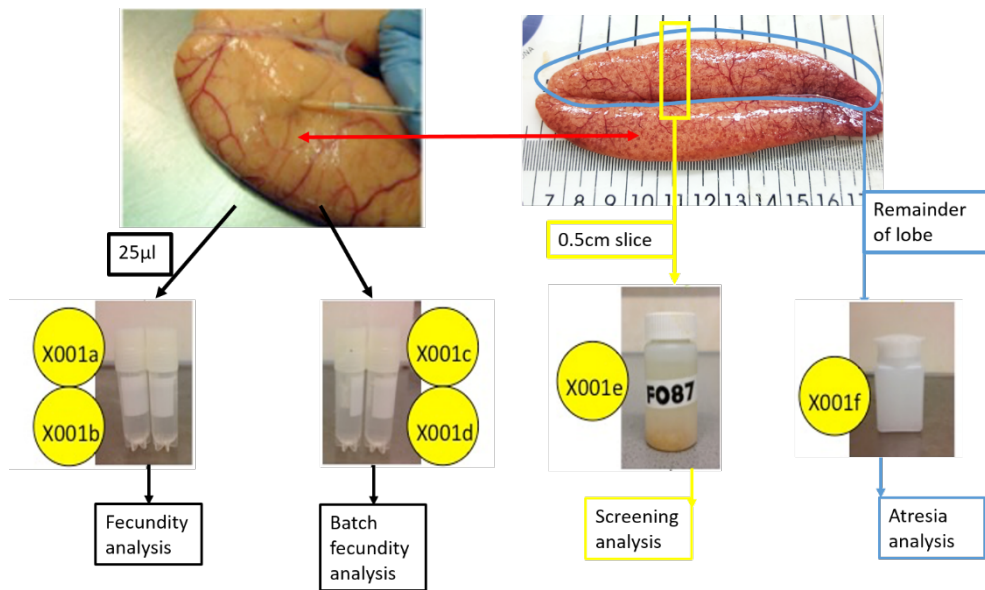 7 8 9 10 11 12 13 14 15 16
25µl
0.5cm slice
Remainder
of lobe
X001a
X001b
X001c
X001d
X001e
FO87
X001f
Fecundity
analysis
Batch
fecundity
analysis
Screening
analysis
Atresia
analysis